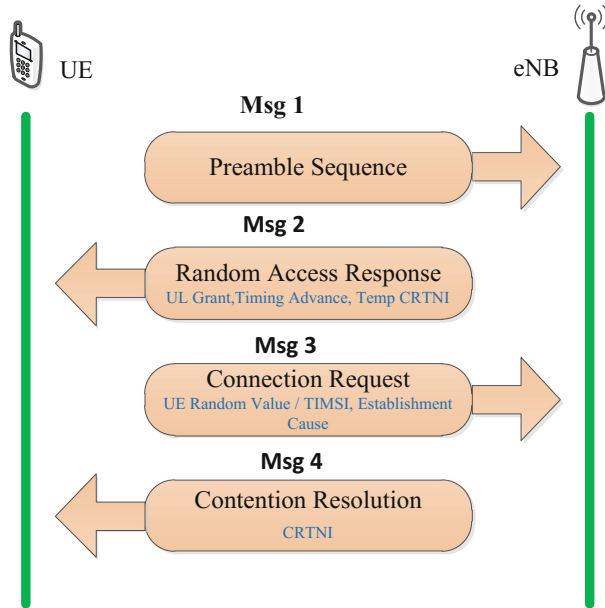 UE
eNB
Msg 1
Preamble Sequence
Msg 2
Random Access Response
UL Grant,Timing Advance, Temp CRTNI
Msg 3
Connection Request
UE Random Value / TIMSI, Establishment
Cause
Msg 4
Contention Resolution
CRTNI